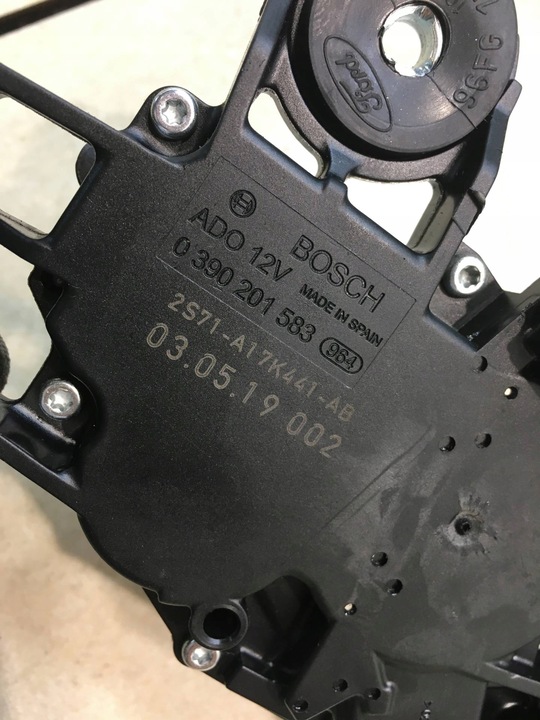 Ford
96FG
BOSCH
ADO 12V MADE IN SPAIN
0 390 201 583 964
2S71-A17K441-AB
03.05.19 002